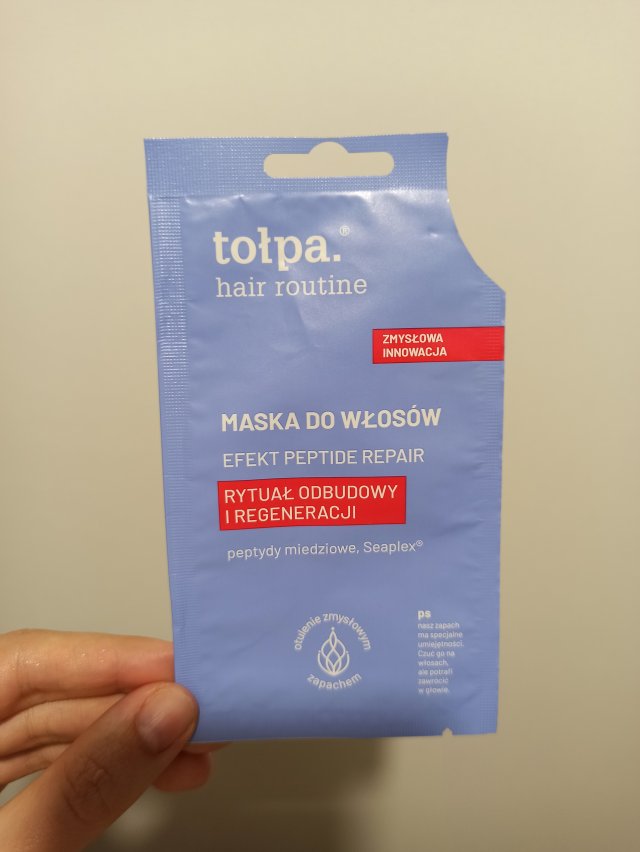 tołpa.®
hair routine
ZMYSŁOWA
INNOWACJA
MASKA DO WŁOSÓW
EFEKT PEPTIDE REPAIR
RYTUAŁ ODBUDOWY
I REGENERACJI
peptydy miedziowe, Seaplex®
otulenie zmysłowym
zapachem
ps
nasz zapach
ma specjalne
umiejętności.
Czuć go na
włosach,
ale potrafi
zawrócić
w głowie.